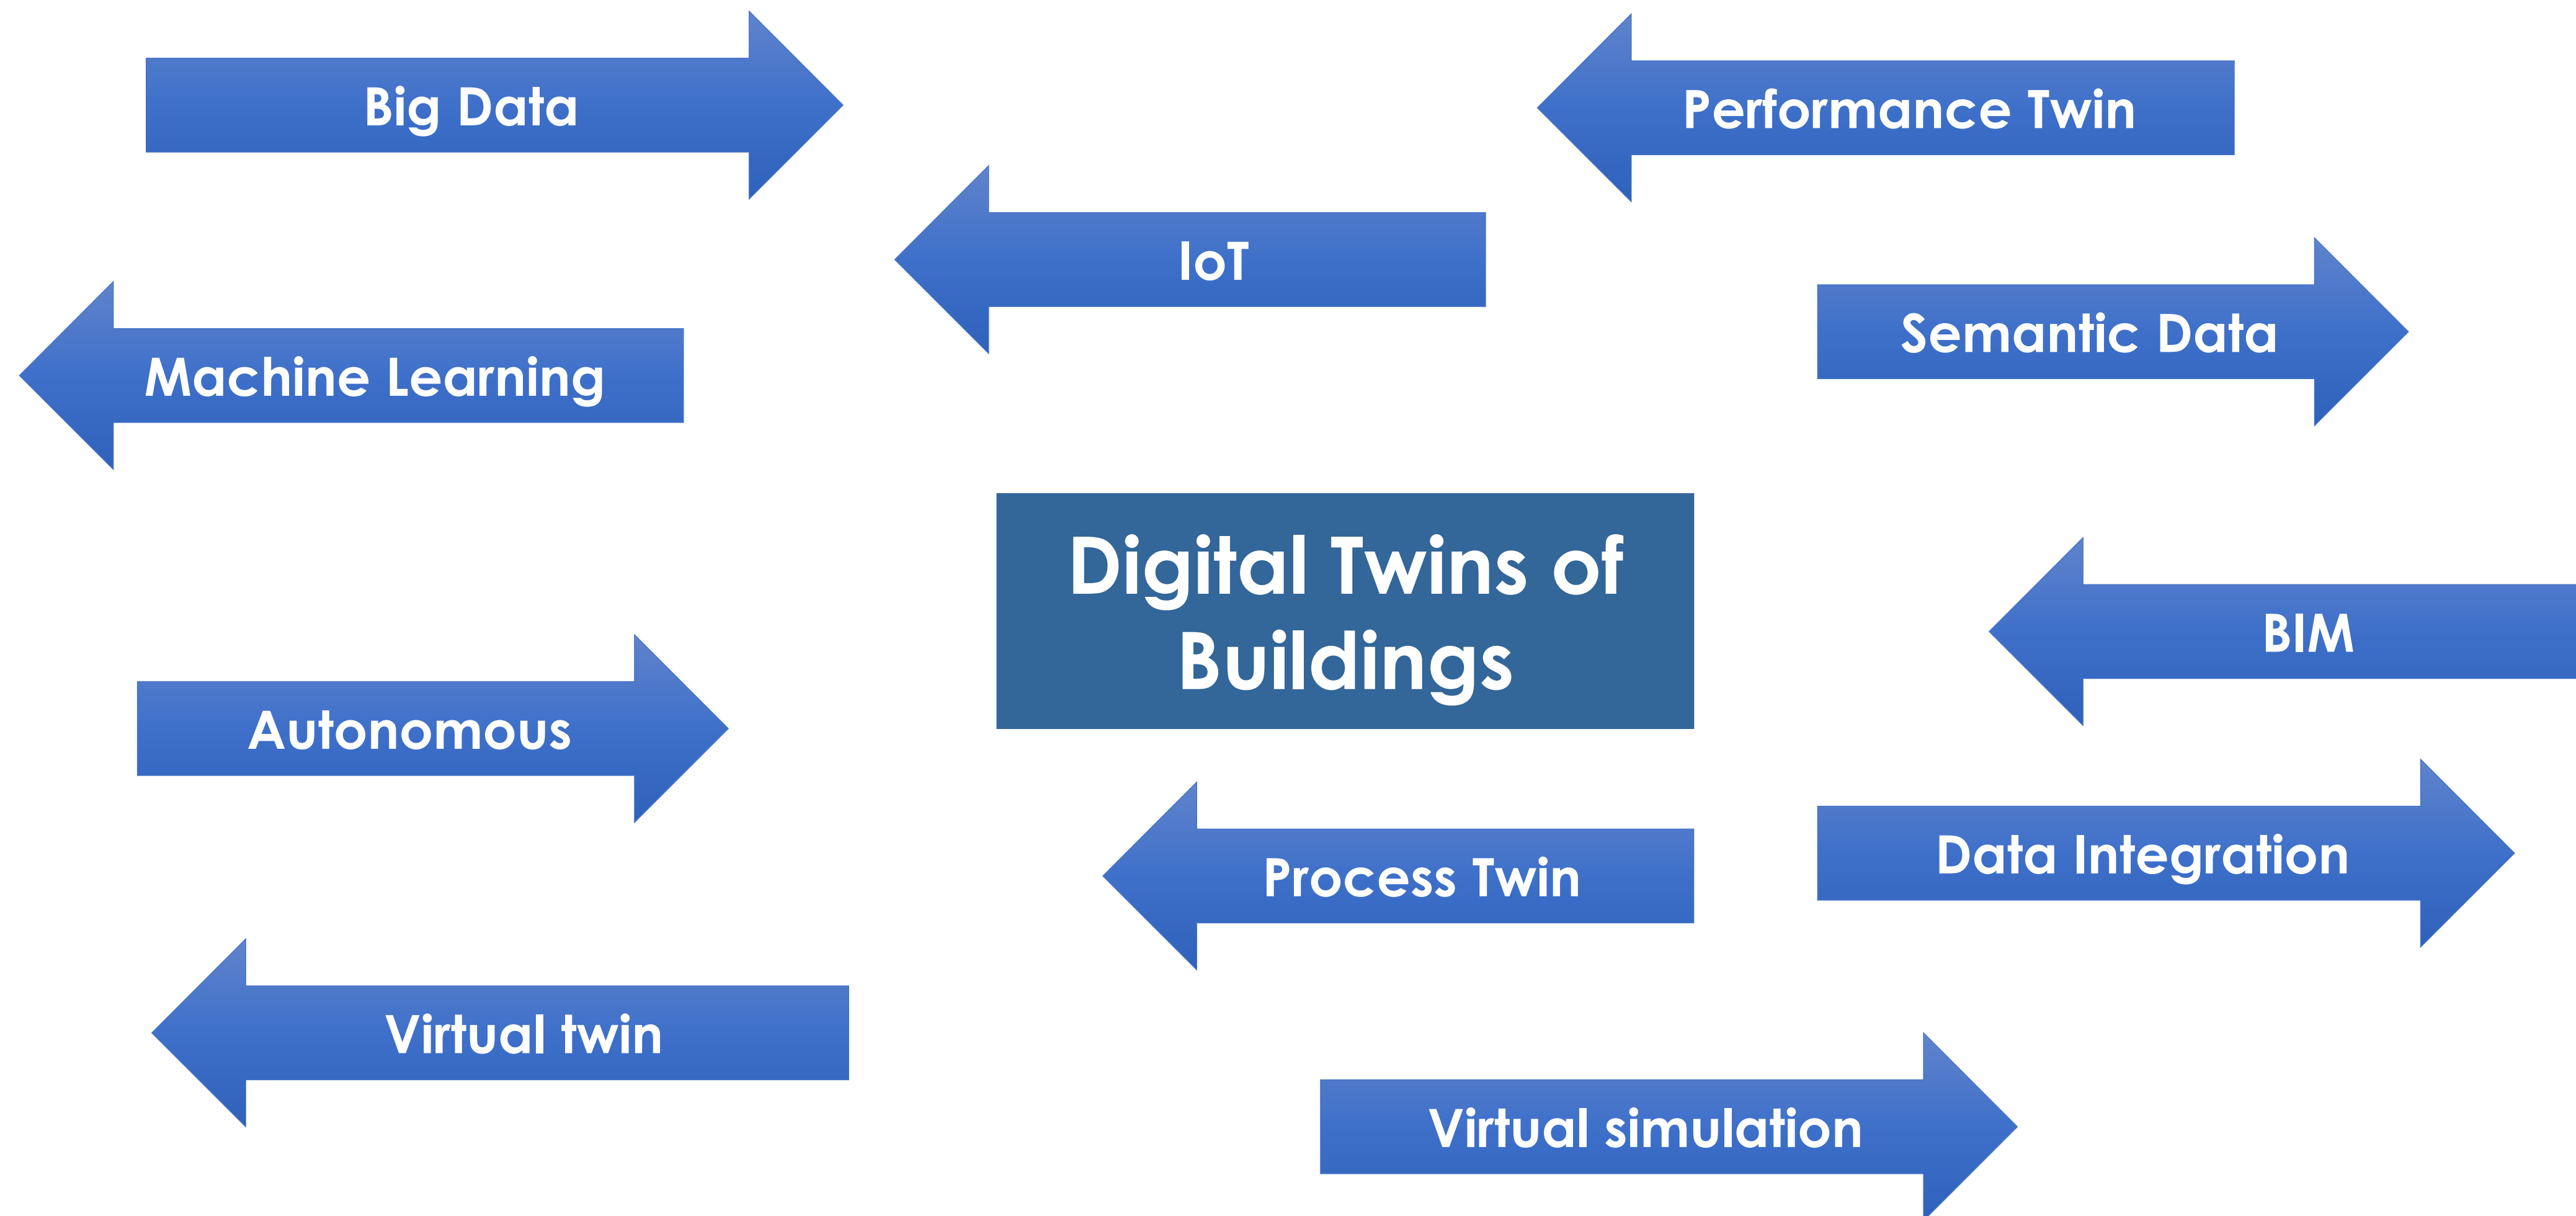 Big Data
Performance Twin
IoT
Semantic Data
Machine Learning
Digital Twins of
Buildings
BIM
Autonomous
Data Integration
Process Twin
Virtual twin
Virtual simulation